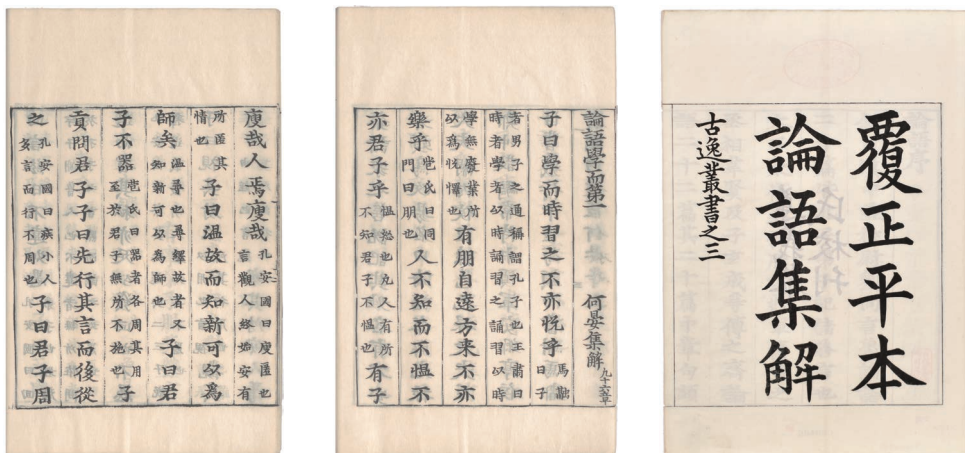 覆正平本
論語集解
古逸叢書之三
論語學而第一 何晏集解 凡十六章
子曰學而時習之不亦悅乎 馬融曰子
者男子之通稱謂孔子也王肅曰
時者學者以時誦習之誦習以時
學無廢業所以為悅懌也 有朋自遠方来不亦
樂乎 苞氏曰同門曰朋也 人不知而不愠不
亦君子乎 愠怒也凡人有所不知君子不愠也 有子
廋哉人焉廋哉 孔安國曰廋匿也言觀人終始安有
所匿其情也 子曰温故而知新可以為
師矣 温尋也尋繹故者又知新可以為師也 子曰君
子不器 苞氏曰器者各周其用至於君子無所不施也 子
貢問君子子曰先行其言而後從
之 孔安國曰疾小人多言而行不周也 子曰君子周